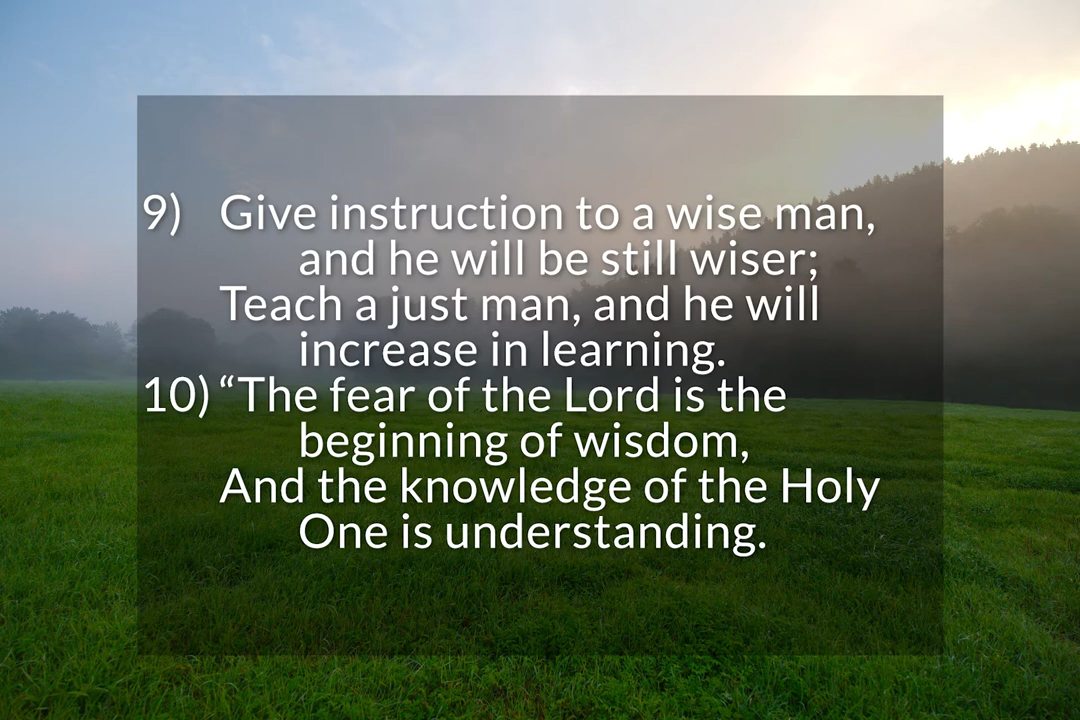 9) Give instruction to a wise man,
and he will be still wiser;
Teach a just man, and he will
increase in learning.
10) “The fear of the Lord is the
beginning of wisdom,
And the knowledge of the Holy
One is understanding.